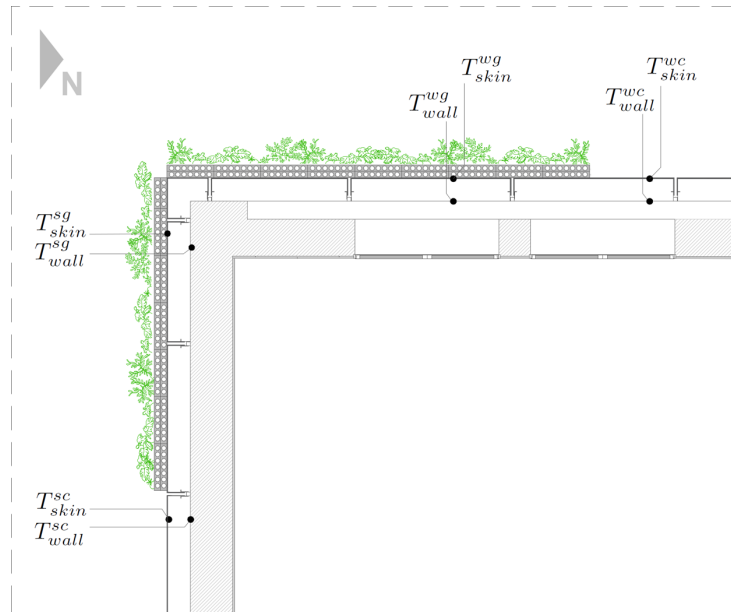 N
T^{wg}_{skin}
T^{wg}_{wall}
T^{wc}_{skin}
T^{wc}_{wall}
T^{sg}_{skin}
T^{sg}_{wall}
T^{sc}_{skin}
T^{sc}_{wall}